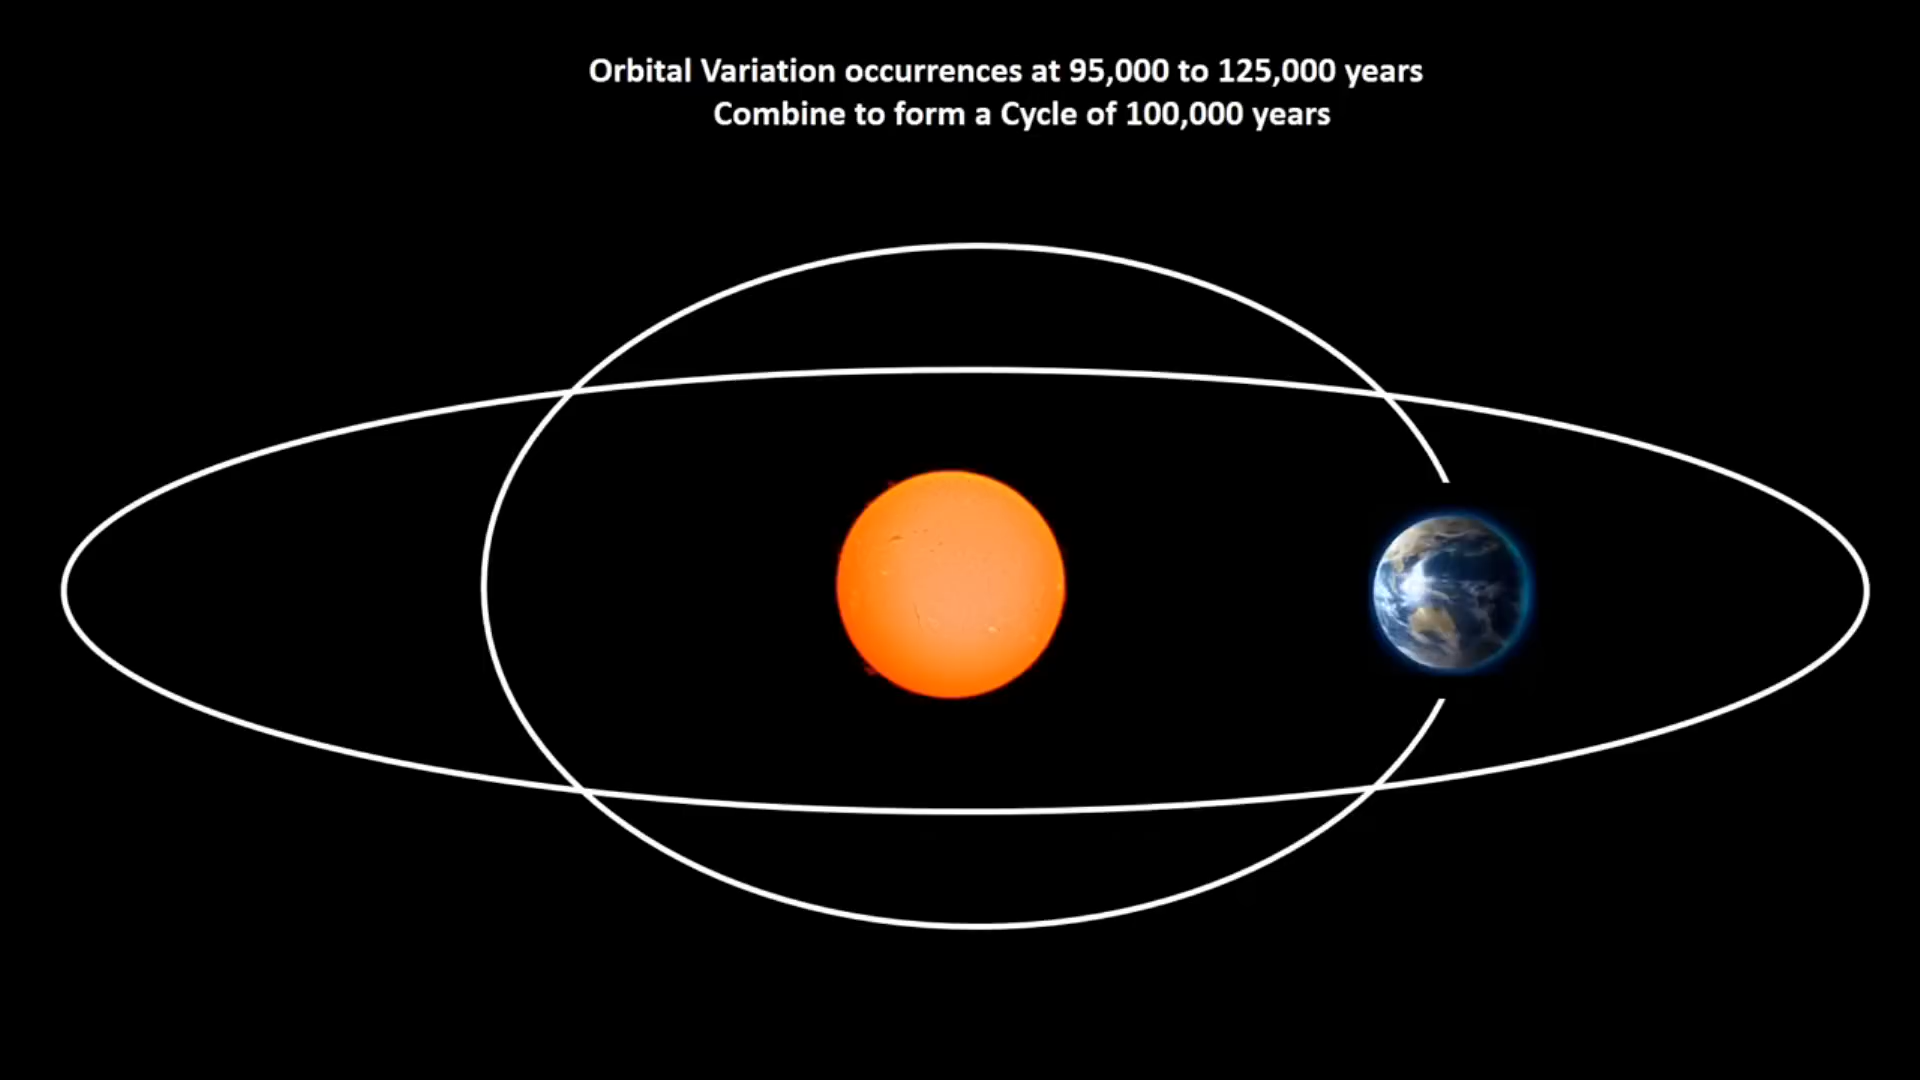 Orbital Variation occurrences at 95,000 to 125,000 years
Combine to form a Cycle of 100,000 years